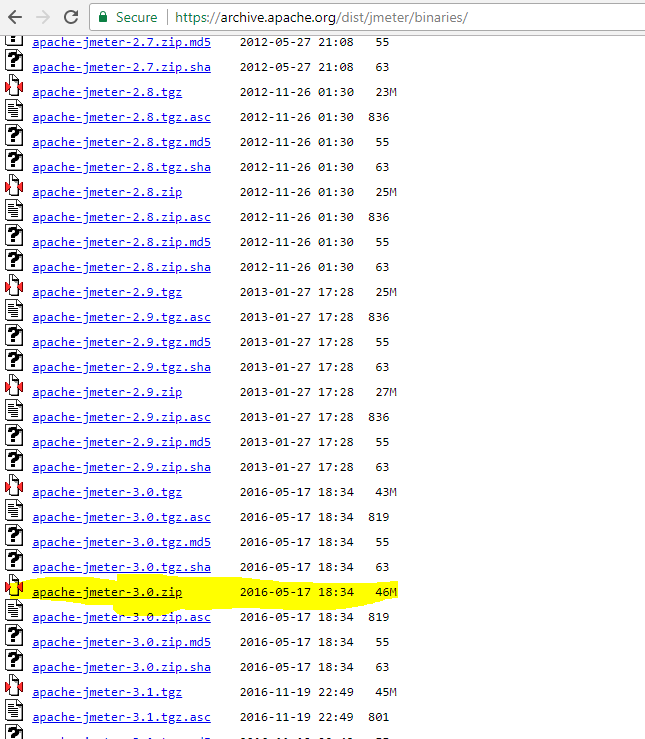 Secure https://archive.apache.org/dist/jmeter/binaries/
apache-jmeter-2.7.zip.md5 2012-05-27 21:08 55
apache-jmeter-2.7.zip.sha 2012-05-27 21:08 63
apache-jmeter-2.8.tgz 2012-11-26 01:30 23M
apache-jmeter-2.8.tgz.asc 2012-11-26 01:30 836
apache-jmeter-2.8.tgz.md5 2012-11-26 01:30 55
apache-jmeter-2.8.tgz.sha 2012-11-26 01:30 63
apache-jmeter-2.8.zip 2012-11-26 01:30 25M
apache-jmeter-2.8.zip.asc 2012-11-26 01:30 836
apache-jmeter-2.8.zip.md5 2012-11-26 01:30 55
apache-jmeter-2.8.zip.sha 2012-11-26 01:30 63
apache-jmeter-2.9.tgz 2013-01-27 17:28 25M
apache-jmeter-2.9.tgz.asc 2013-01-27 17:28 836
apache-jmeter-2.9.tgz.md5 2013-01-27 17:28 55
apache-jmeter-2.9.tgz.sha 2013-01-27 17:28 63
apache-jmeter-2.9.zip 2013-01-27 17:28 27M
apache-jmeter-2.9.zip.asc 2013-01-27 17:28 836
apache-jmeter-2.9.zip.md5 2013-01-27 17:28 55
apache-jmeter-2.9.zip.sha 2013-01-27 17:28 63
apache-jmeter-3.0.tgz 2016-05-17 18:34 43M
apache-jmeter-3.0.tgz.asc 2016-05-17 18:34 819
apache-jmeter-3.0.tgz.md5 2016-05-17 18:34 55
apache-jmeter-3.0.tgz.sha 2016-05-17 18:34 63
apache-jmeter-3.0.zip 2016-05-17 18:34 46M
apache-jmeter-3.0.zip.asc 2016-05-17 18:34 819
apache-jmeter-3.0.zip.md5 2016-05-17 18:34 55
apache-jmeter-3.0.zip.sha 2016-05-17 18:34 63
apache-jmeter-3.1.tgz 2016-11-19 22:49 45M
apache-jmeter-3.1.tgz.asc 2016-11-19 22:49 801